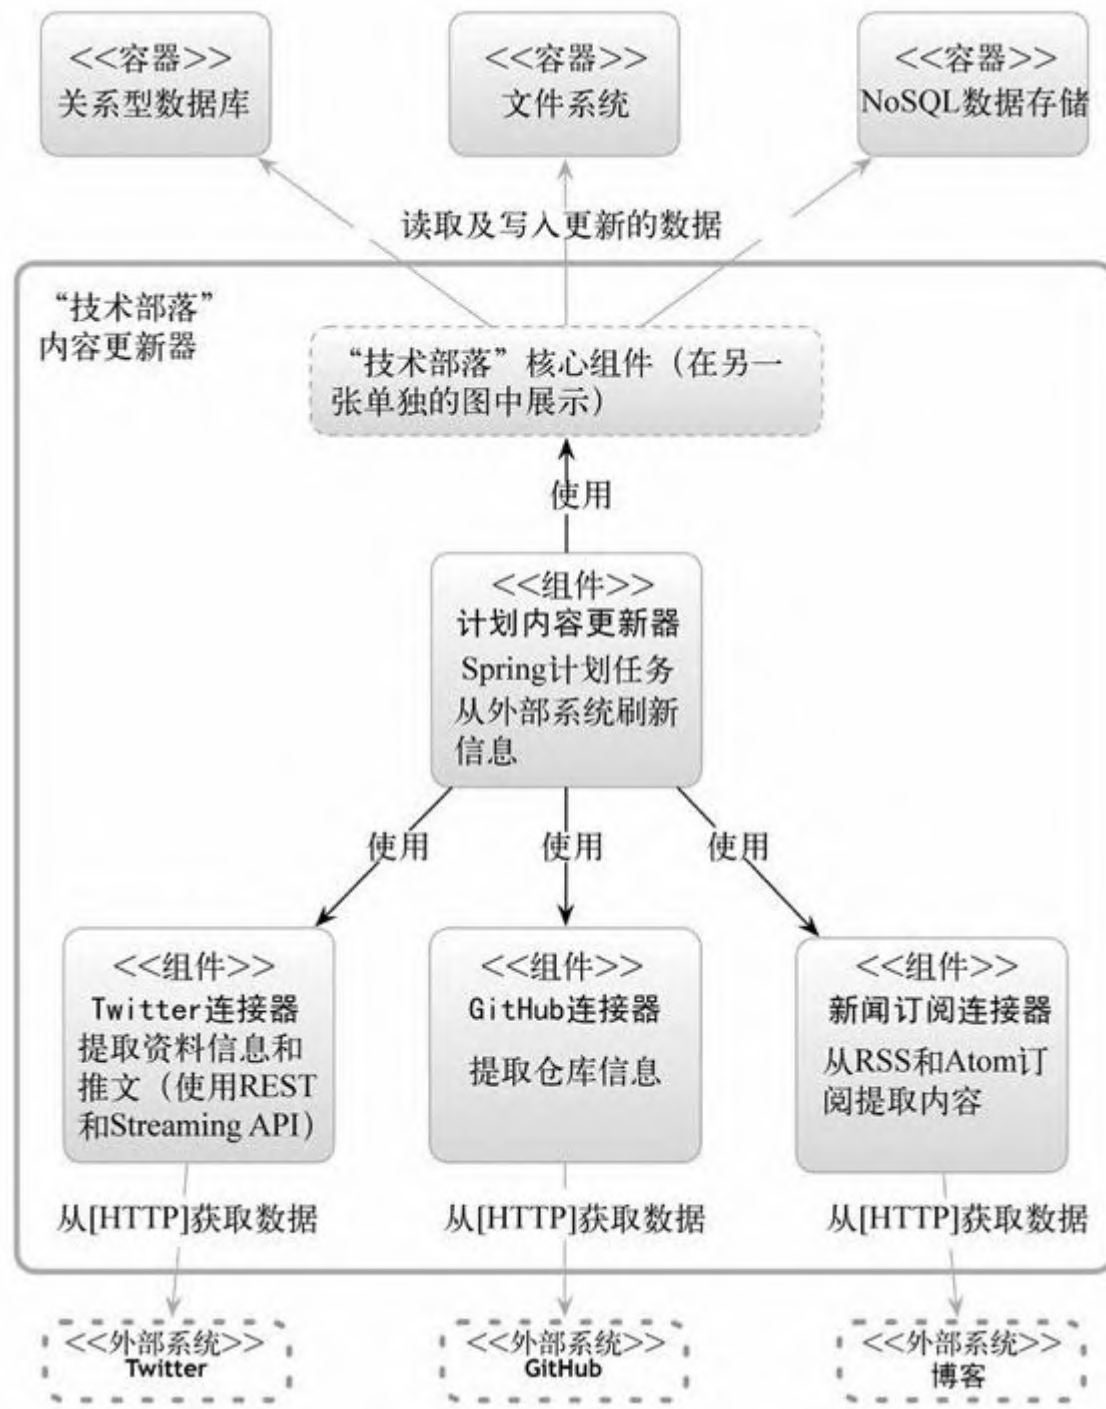 <<容器>>
关系型数据库
<<容器>>
文件系统
<<容器>>
NoSQL数据存储
读取及写入更新的数据
“技术部落”
内容更新器
“技术部落”核心组件（在另一
张单独的图中展示）
使用
<<组件>>
计划内容更新器
Spring计划任务
从外部系统刷新
信息
使用
使用
使用
<<组件>>
Twitter连接器
提取资料信息和
推文（使用REST
和Streaming API）
<<组件>>
GitHub连接器
提取仓库信息
<<组件>>
新闻订阅连接器
从RSS和Atom订
阅提取内容
从[HTTP]获取数据
从[HTTP]获取数据
从[HTTP]获取数据
<<外部系统>>
Twitter
<<外部系统>>
GitHub
<<外部系统>>
博客